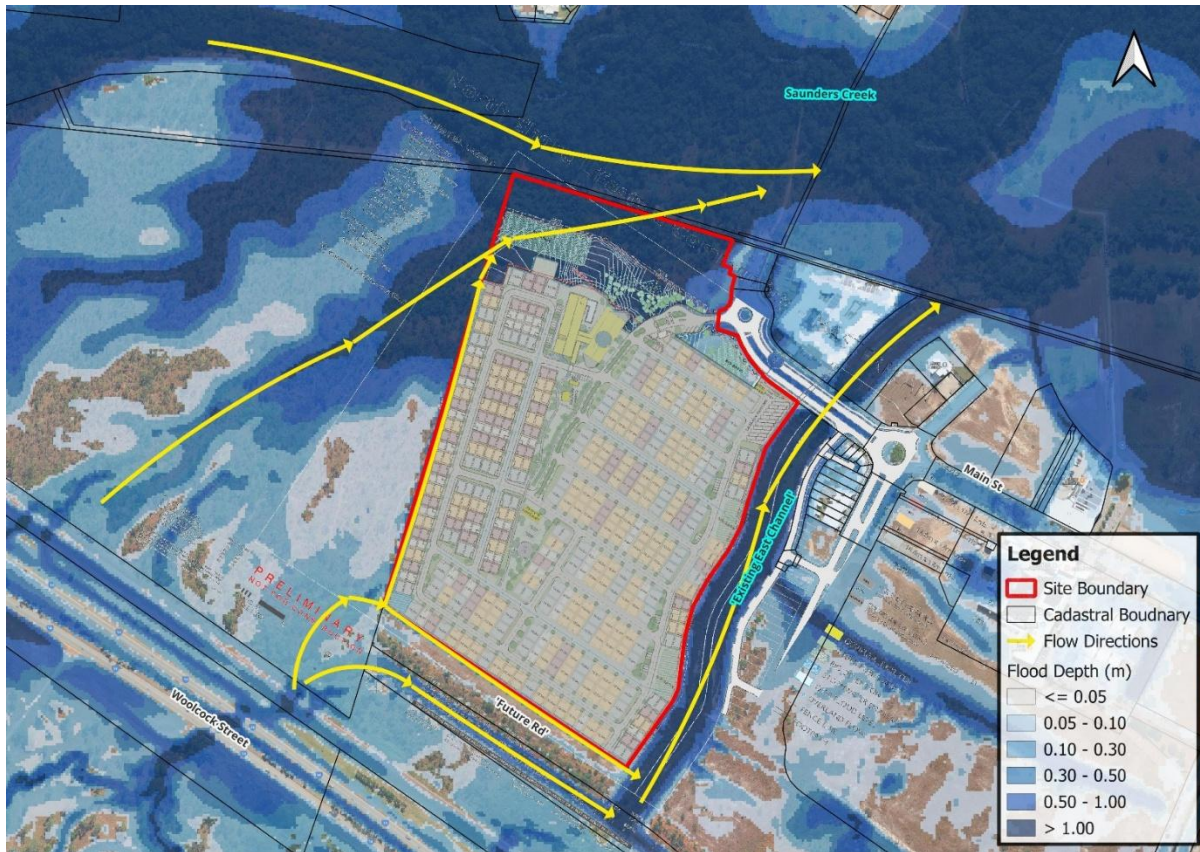 Saunders Creek
Main St
'Existing East Channel'
'Future Rd'
Woolcock Street
PRELIMINARY
Legend
Site Boundary
Cadastral Boudnary
Flow Directions
Flood Depth (m)
<= 0.05
0.05 - 0.10
0.10 - 0.30
0.30 - 0.50
0.50 - 1.00
> 1.00